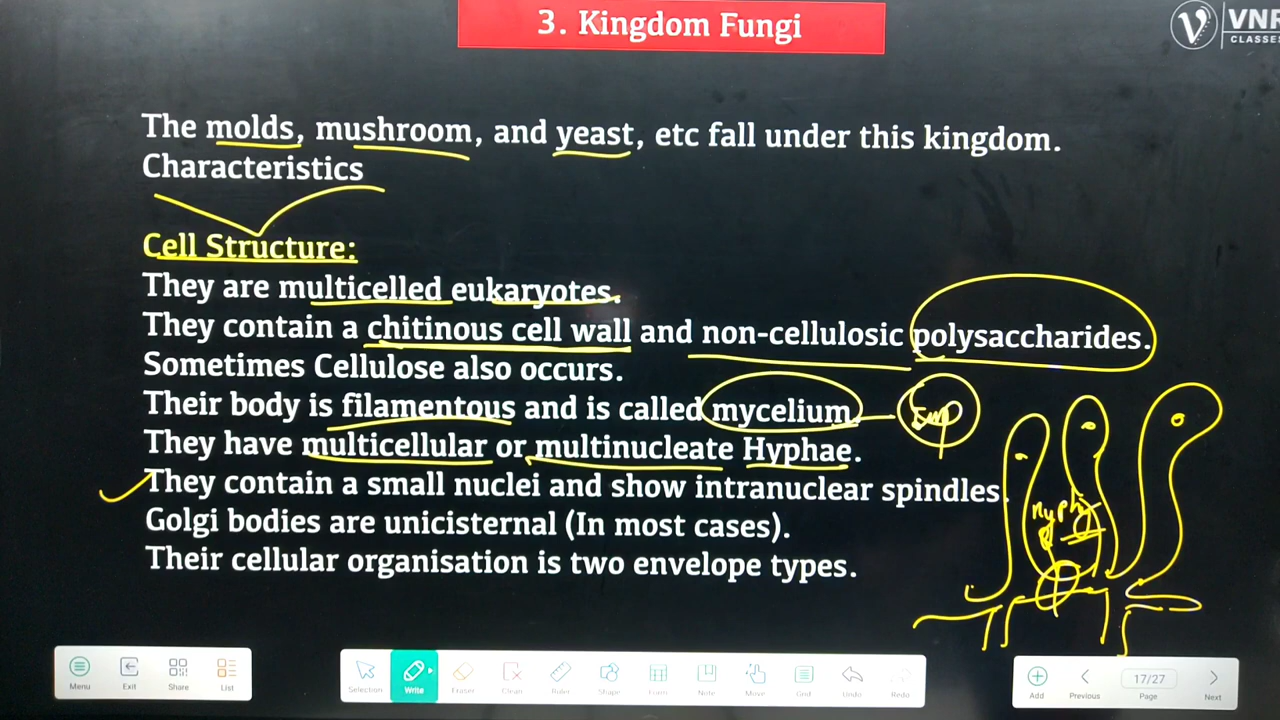 3. Kingdom Fungi
VNR
CLASSES
The molds, mushroom, and yeast, etc fall under this kingdom.
Characteristics
Cell Structure:
They are multicelled eukaryotes.
They contain a chitinous cell wall and non-cellulosic polysaccharides.
Sometimes Cellulose also occurs.
Their body is filamentous and is called mycelium Imp
They have multicellular or multinucleate Hyphae.
They contain a small nuclei and show intranuclear spindles
Golgi bodies are unicisternal (In most cases).
Their cellular organisation is two envelope types.
Menu Exit Share List Selection Write Eraser Clean Ruler Shape Form Note Move Grid Undo Redo Add Previous 17/27 Page Next